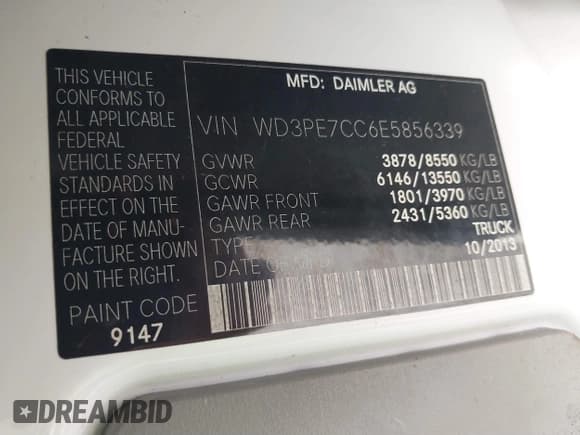 THIS VEHICLE
CONFORMS TO
ALL APPLICABLE
FEDERAL
VEHICLE SAFETY
STANDARDS IN
EFFECT ON THE
DATE OF MANU-
FACTURE SHOWN
ON THE RIGHT.
PAINT CODE
9147
MFD: DAIMLER AG
VIN WD3PE7CC6E5856339
GVWR 3878/8550 KG/LB
GCWR 6146/13550 KG/LB
GAWR FRONT 1801/3970 KG/LB
GAWR REAR 2431/5360 KG/LB
TYPE TRUCK
DATE 10/2013
DREAMBID